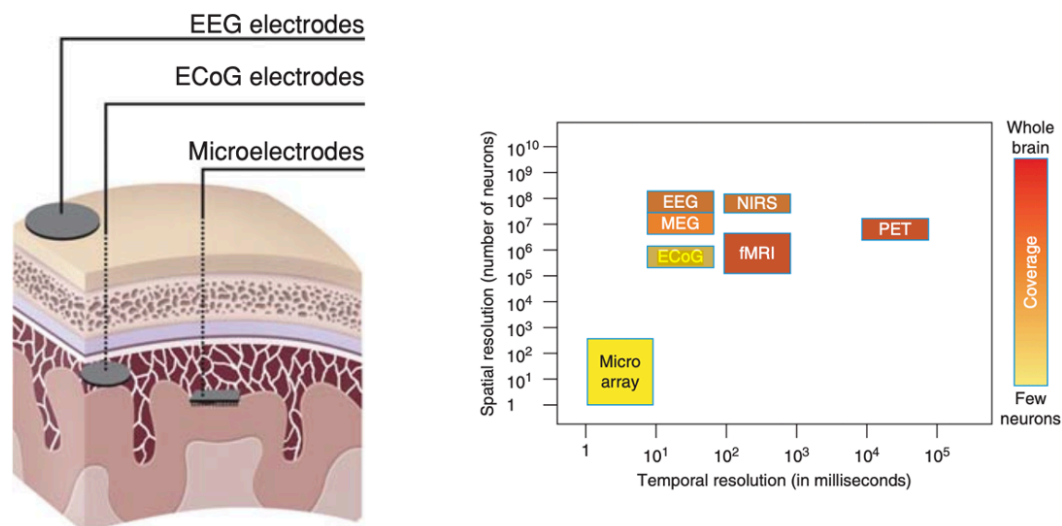 EEG electrodes
ECoG electrodes
Microelectrodes
Spatial resolution (number of neurons)
10¹⁰
10⁹
10⁸
10⁷
10⁶
10⁵
10⁴
10³
10²
10¹
1
EEG
NIRS
MEG
PET
ECoG
fMRI
Micro
array
1
10¹
10²
10³
10⁴
10⁵
Temporal resolution (in milliseconds)
Whole
brain
Coverage
Few
neurons